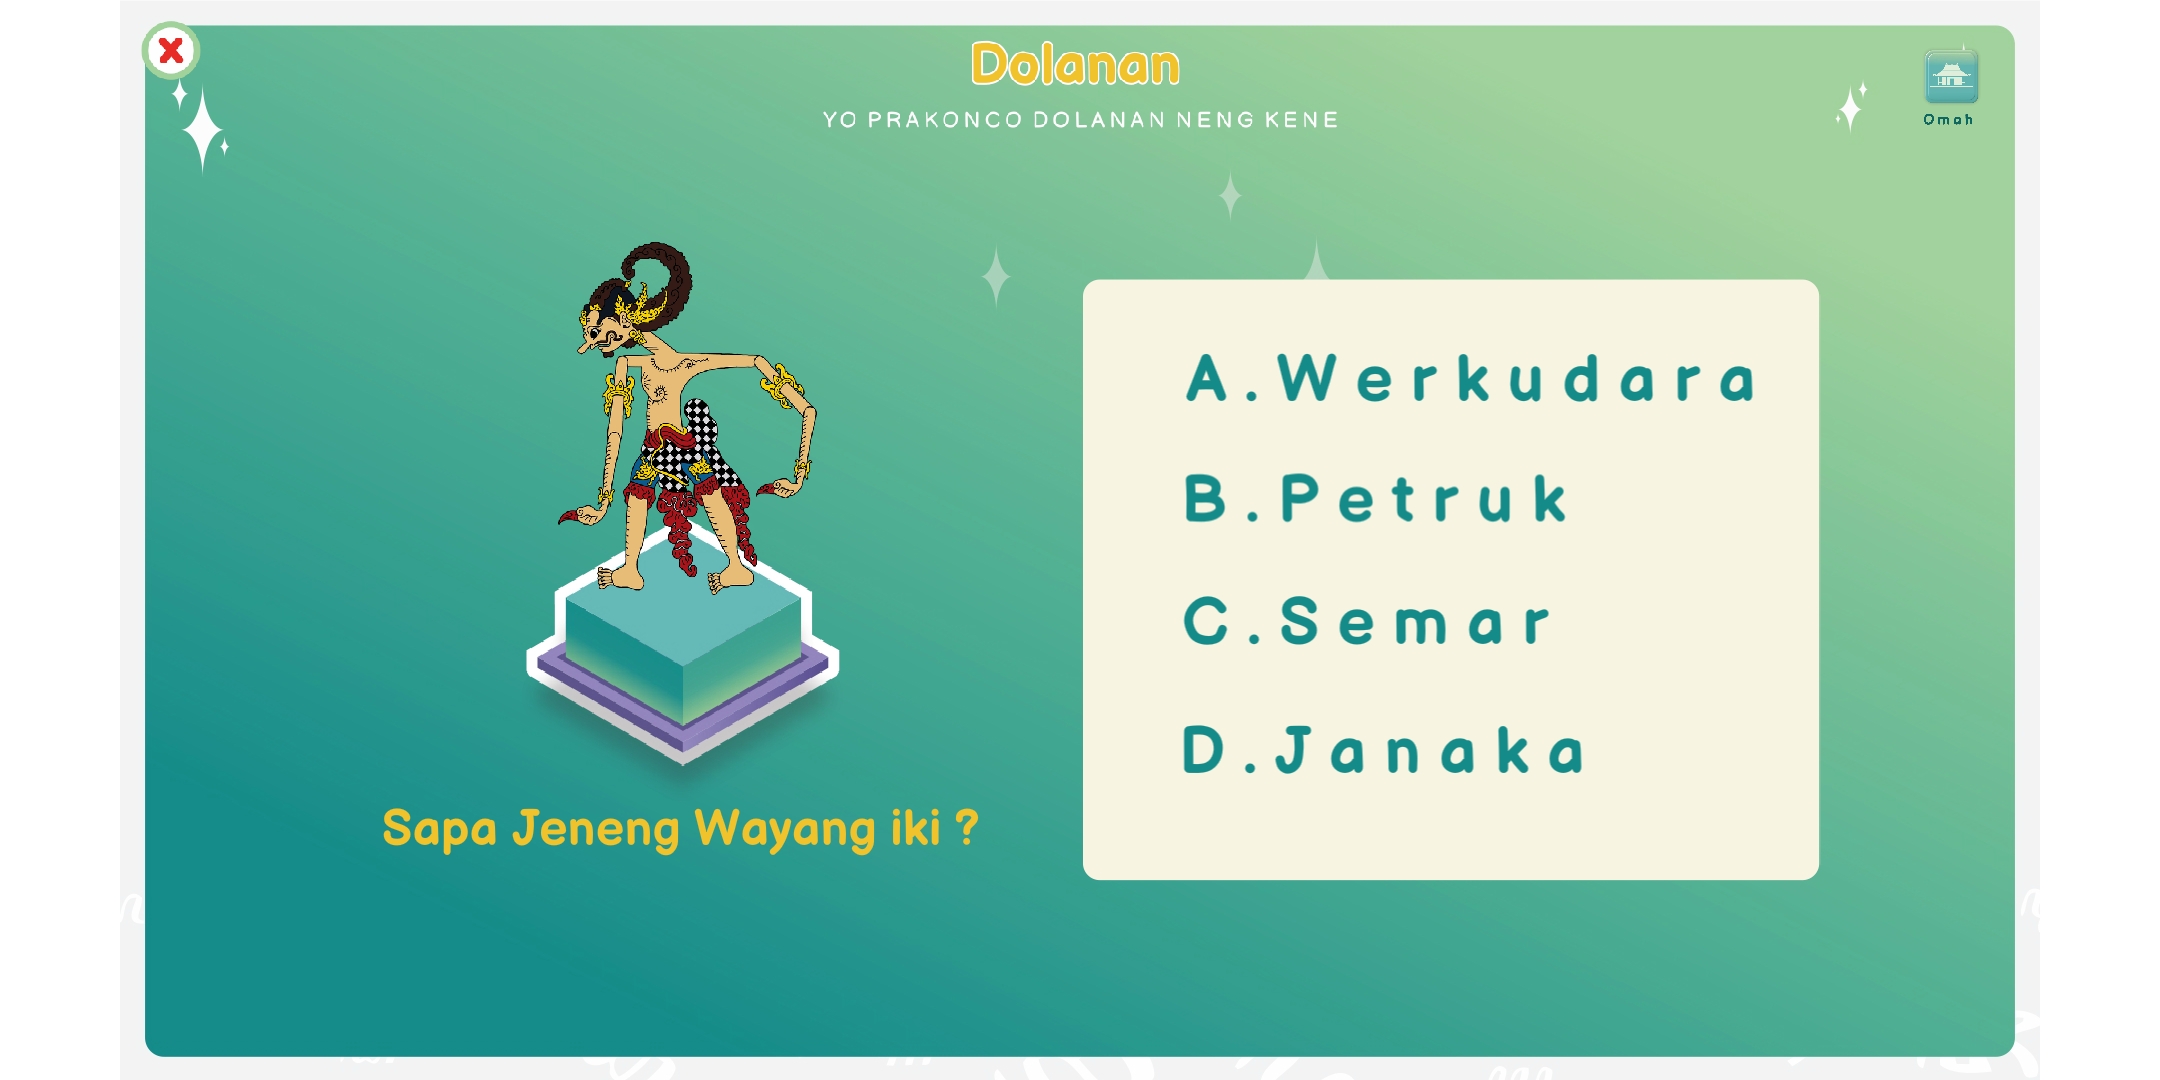 Dolanan
YO PRAKONCO DOLANAN NENG KENE
Omah
A.Werkudara
B.Petruk
C.Semar
D.Janaka
Sapa Jeneng Wayang iki ?